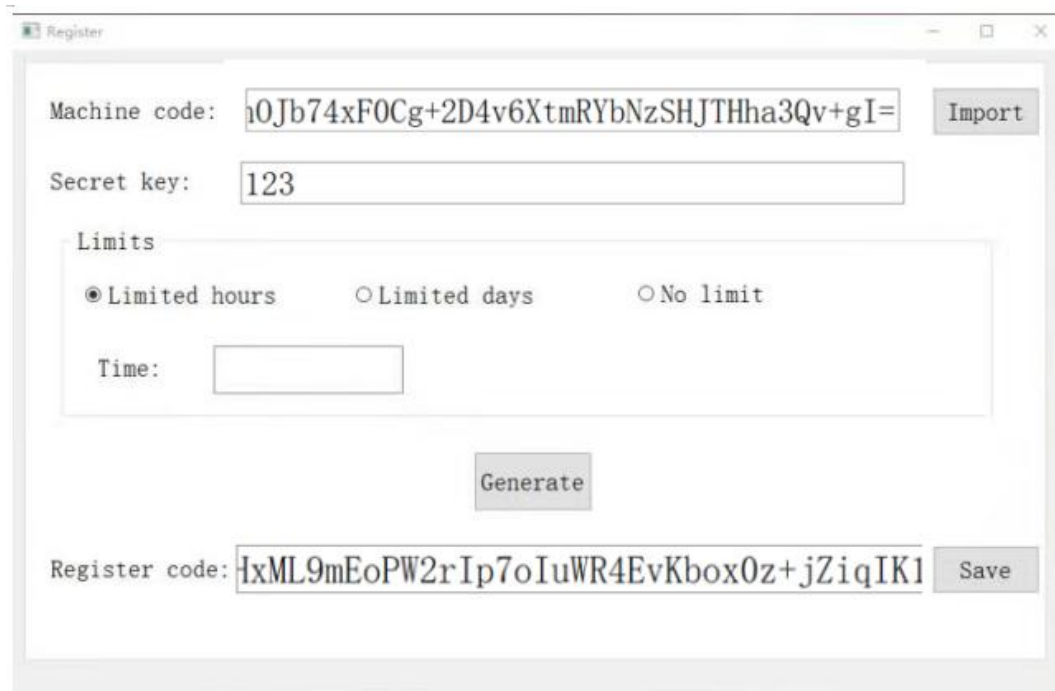 Register
Machine code: nOJb74xF0Cg+2D4v6XtmRYbNzSHJTHha3Qv+gI= Import
Secret key: 123
Limits
Limited hours Limited days No limit
Time:
Generate
Register code: HxML9mEoPW2rIp7oIuWR4EvKbox0z+jZiqIK1 Save